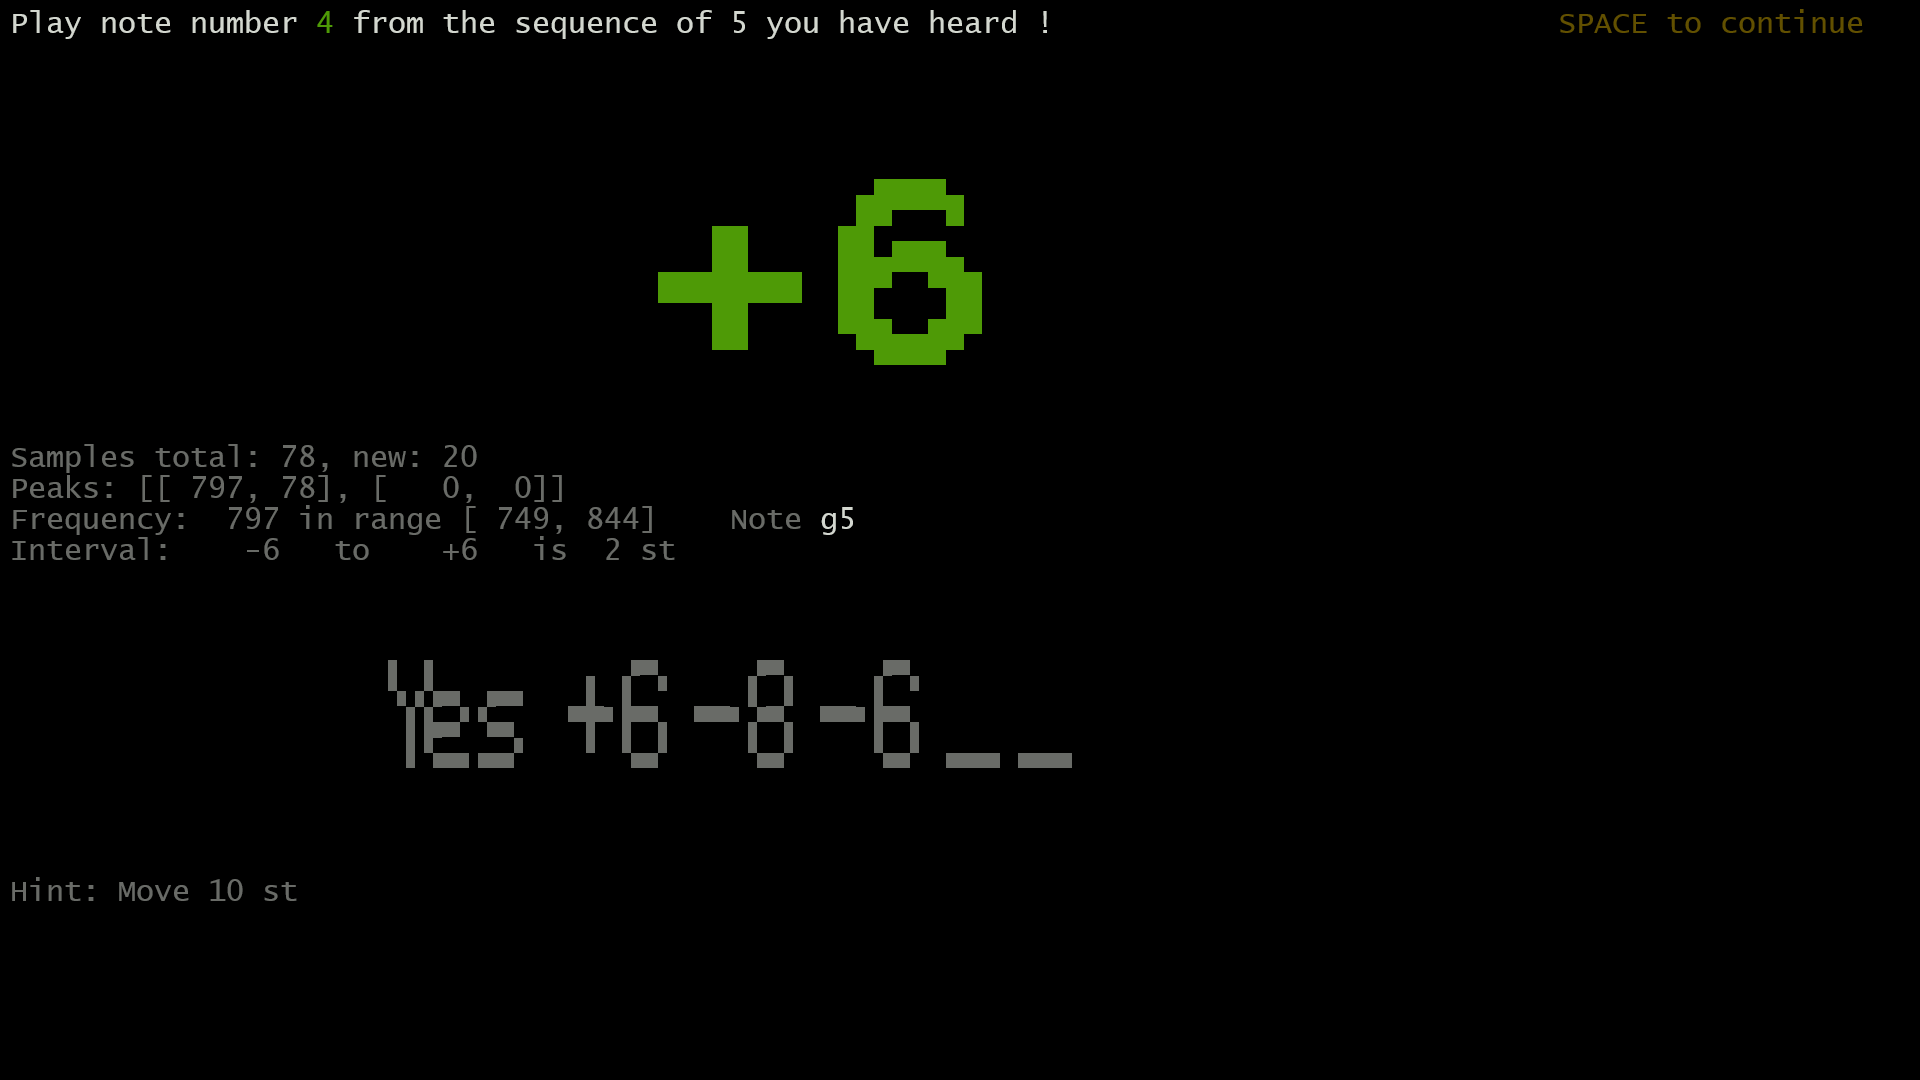 Play note number 4 from the sequence of 5 you have heard !
SPACE to continue
+6
Samples total: 78, new: 20
Peaks: [[ 797, 78], [   0,  0]]
Frequency:  797 in range [ 749, 844]    Note g5
Interval:    -6   to    +6   is  2 st
Yes +6 -8 -6 _ _
Hint: Move 10 st